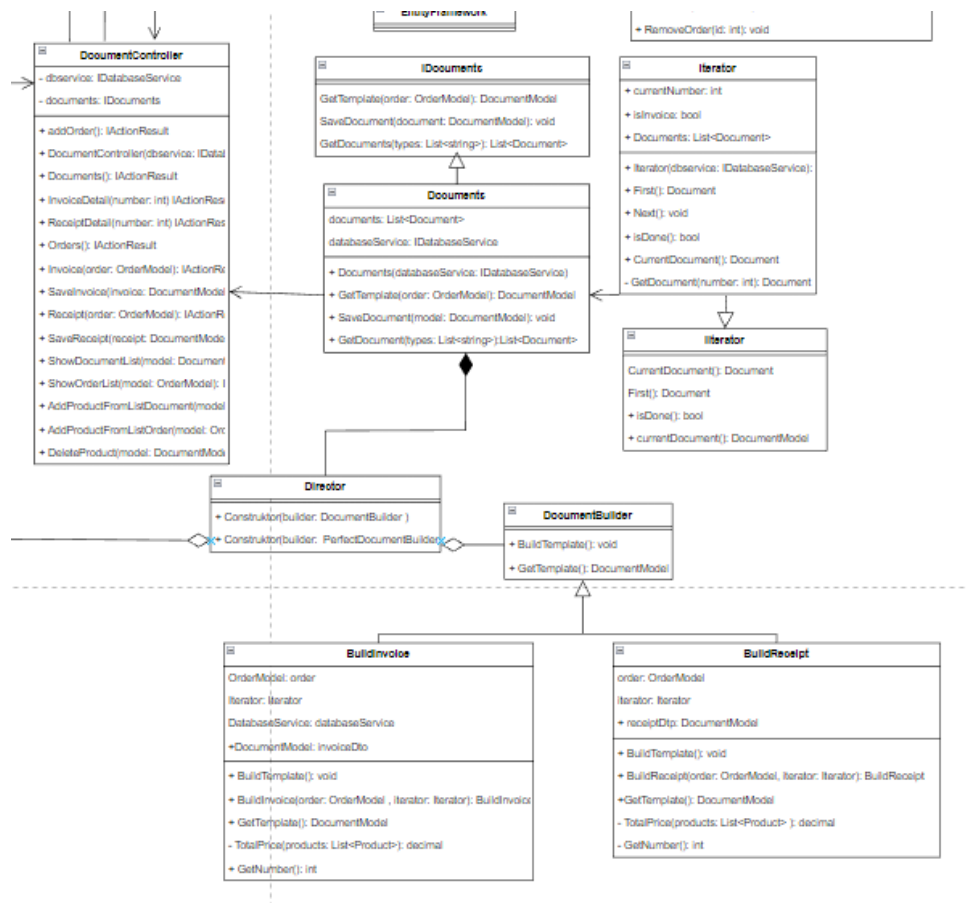 EntityFramework
+ RemoveOrder(id: int): void
DocumentController
- dbservice: IDatabaseService
- documents: IDocuments
+ addOrder(): IActionResult
+ DocumentController(dbservice: IDatal
+ Documents(): IActionResult
+ InvoiceDetail(number: int) IActionRes
+ ReceiptDetail(number: int) IActionRes
+ Orders(): IActionResult
+ Invoice(order: OrderModel): IActionRe
+ SaveInvoice(invoice: DocumentModel
+ Receipt(order: OrderModel): IActionR
+ SaveReceipt(receipt: DocumentMode
+ ShowDocumentList(model: Document
+ ShowOrderList(model: OrderModel): I
+ AddProductFromListDocument(model
+ AddProductFromListOrder(model: Orc
+ DeleteProduct(model: DocumentMode
IDocuments
GetTemplate(order: OrderModel): DocumentModel
SaveDocument(document: DocumentModel): void
GetDocuments(types: List<string>): List<Document>
Documents
documents: List<Document>
databaseService: IDatabaseService
+ Documents(databaseService: IDatabaseService)
+ GetTemplate(order: OrderModel): DocumentModel
+ SaveDocument(model: DocumentModel): void
+ GetDocument(types: List<string>):List<Document>
Iterator
+ currentNumber: int
+ isInvoice: bool
+ Documents: List<Document>
+ Iterator(dbservice: IDatabaseService):
+ First(): Document
+ Next(): void
+ isDone(): bool
+ CurrentDocument(): Document
- GetDocument(number: int): Document
IIterator
CurrentDocument(): Document
First(): Document
+ isDone(): bool
+ currentDocument(): DocumentModel
Director
+ Construktor(builder: DocumentBuilder )
+ Construktor(builder: PerfectDocumentBuilder
DocumentBuilder
+ BuildTemplate(): void
+ GetTemplate(): DocumentModel
BuildInvoice
OrderModel: order
Iterator: Iterator
DatabaseService: databaseService
+DocumentModel: invoiceDto
+ BuildTemplate(): void
+ BuildInvoice(order: OrderModel , iterator: Iterator): BuildInvoice
+ GetTemplate(): DocumentModel
- TotalPrice(products: List<Product>): decimal
+ GetNumber(): int
BuildReceipt
order: OrderModel
iterator: Iterator
+ receiptDtp: DocumentModel
+ BuildTemplate(): void
+ BuildReceipt(order: OrderModel, iterator: Iterator): BuildReceipt
+GetTemplate(): DocumentModel
- TotalPrice(products: List<Product> ): decimal
- GetNumber(): int